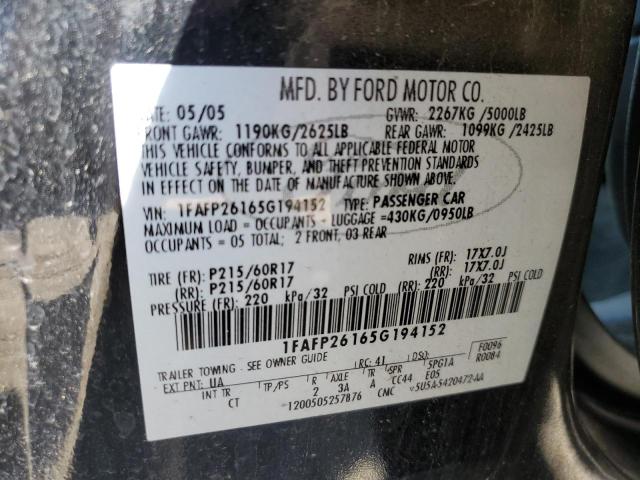 MFD. BY FORD MOTOR CO.
DATE: 05/05 GVWR: 2267KG /5000LB
FRONT GAWR: 1190KG/2625LB REAR GAWR: 1099KG /2425LB
THIS VEHICLE CONFORMS TO ALL APPLICABLE FEDERAL MOTOR
VEHICLE SAFETY, BUMPER, AND THEFT PREVENTION STANDARDS
IN EFFECT ON THE DATE OF MANUFACTURE SHOWN ABOVE.
VIN: 1FAFP26165G194152 TYPE: PASSENGER CAR
MAXIMUM LOAD = OCCUPANTS + LUGGAGE =430KG/0950LB
OCCUPANTS = 05 TOTAL; 2 FRONT, 03 REAR
TIRE (FR): P215/60R17 RIMS (FR): 17X7.0J
(RR): P215/60R17 (RR): 17X7.0J
PRESSURE (FR): 220 kPa/32 PSI COLD (RR): 220 kPa/32 PSI COLD
1FAFP26165G194152
TRAILER TOWING - SEE OWNER GUIDE RC: 41 DSO: F0096
EXT PNT: UA R0084
INT TR TP/PS R AXLE TR SPR 5PG1A
CT 2 3A A CC44 E05
1200505257876 CMC 5U5A-5420472-AA